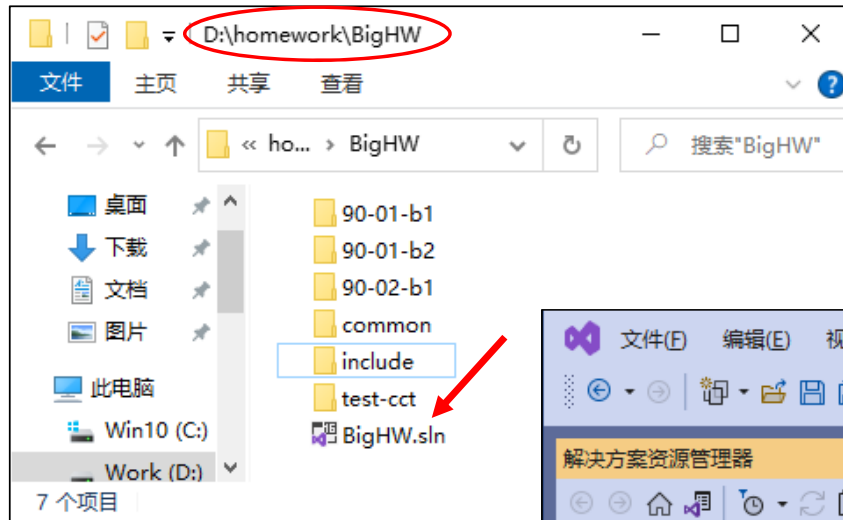 D:\homework\BigHW
文件 主页 共享 查看
« ho... › BigHW 搜索"BigHW"
桌面
下载
文档
图片
此电脑
Win10 (C:)
Work (D:)
90-01-b1
90-01-b2
90-02-b1
common
include
test-cct
BigHW.sln
7 个项目
文件(F) 编辑(E) 视
解决方案资源管理器